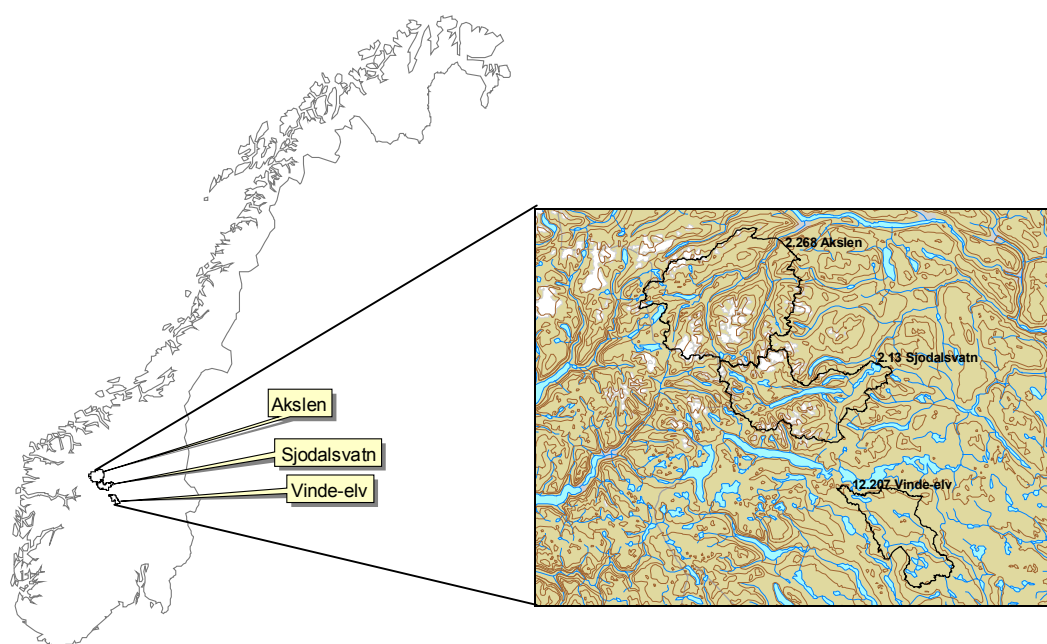 Akslen
Sjodalsvatn
Vinde-elv
2.268 Akslen
2.13 Sjodalsvatn
12.207 Vinde-elv